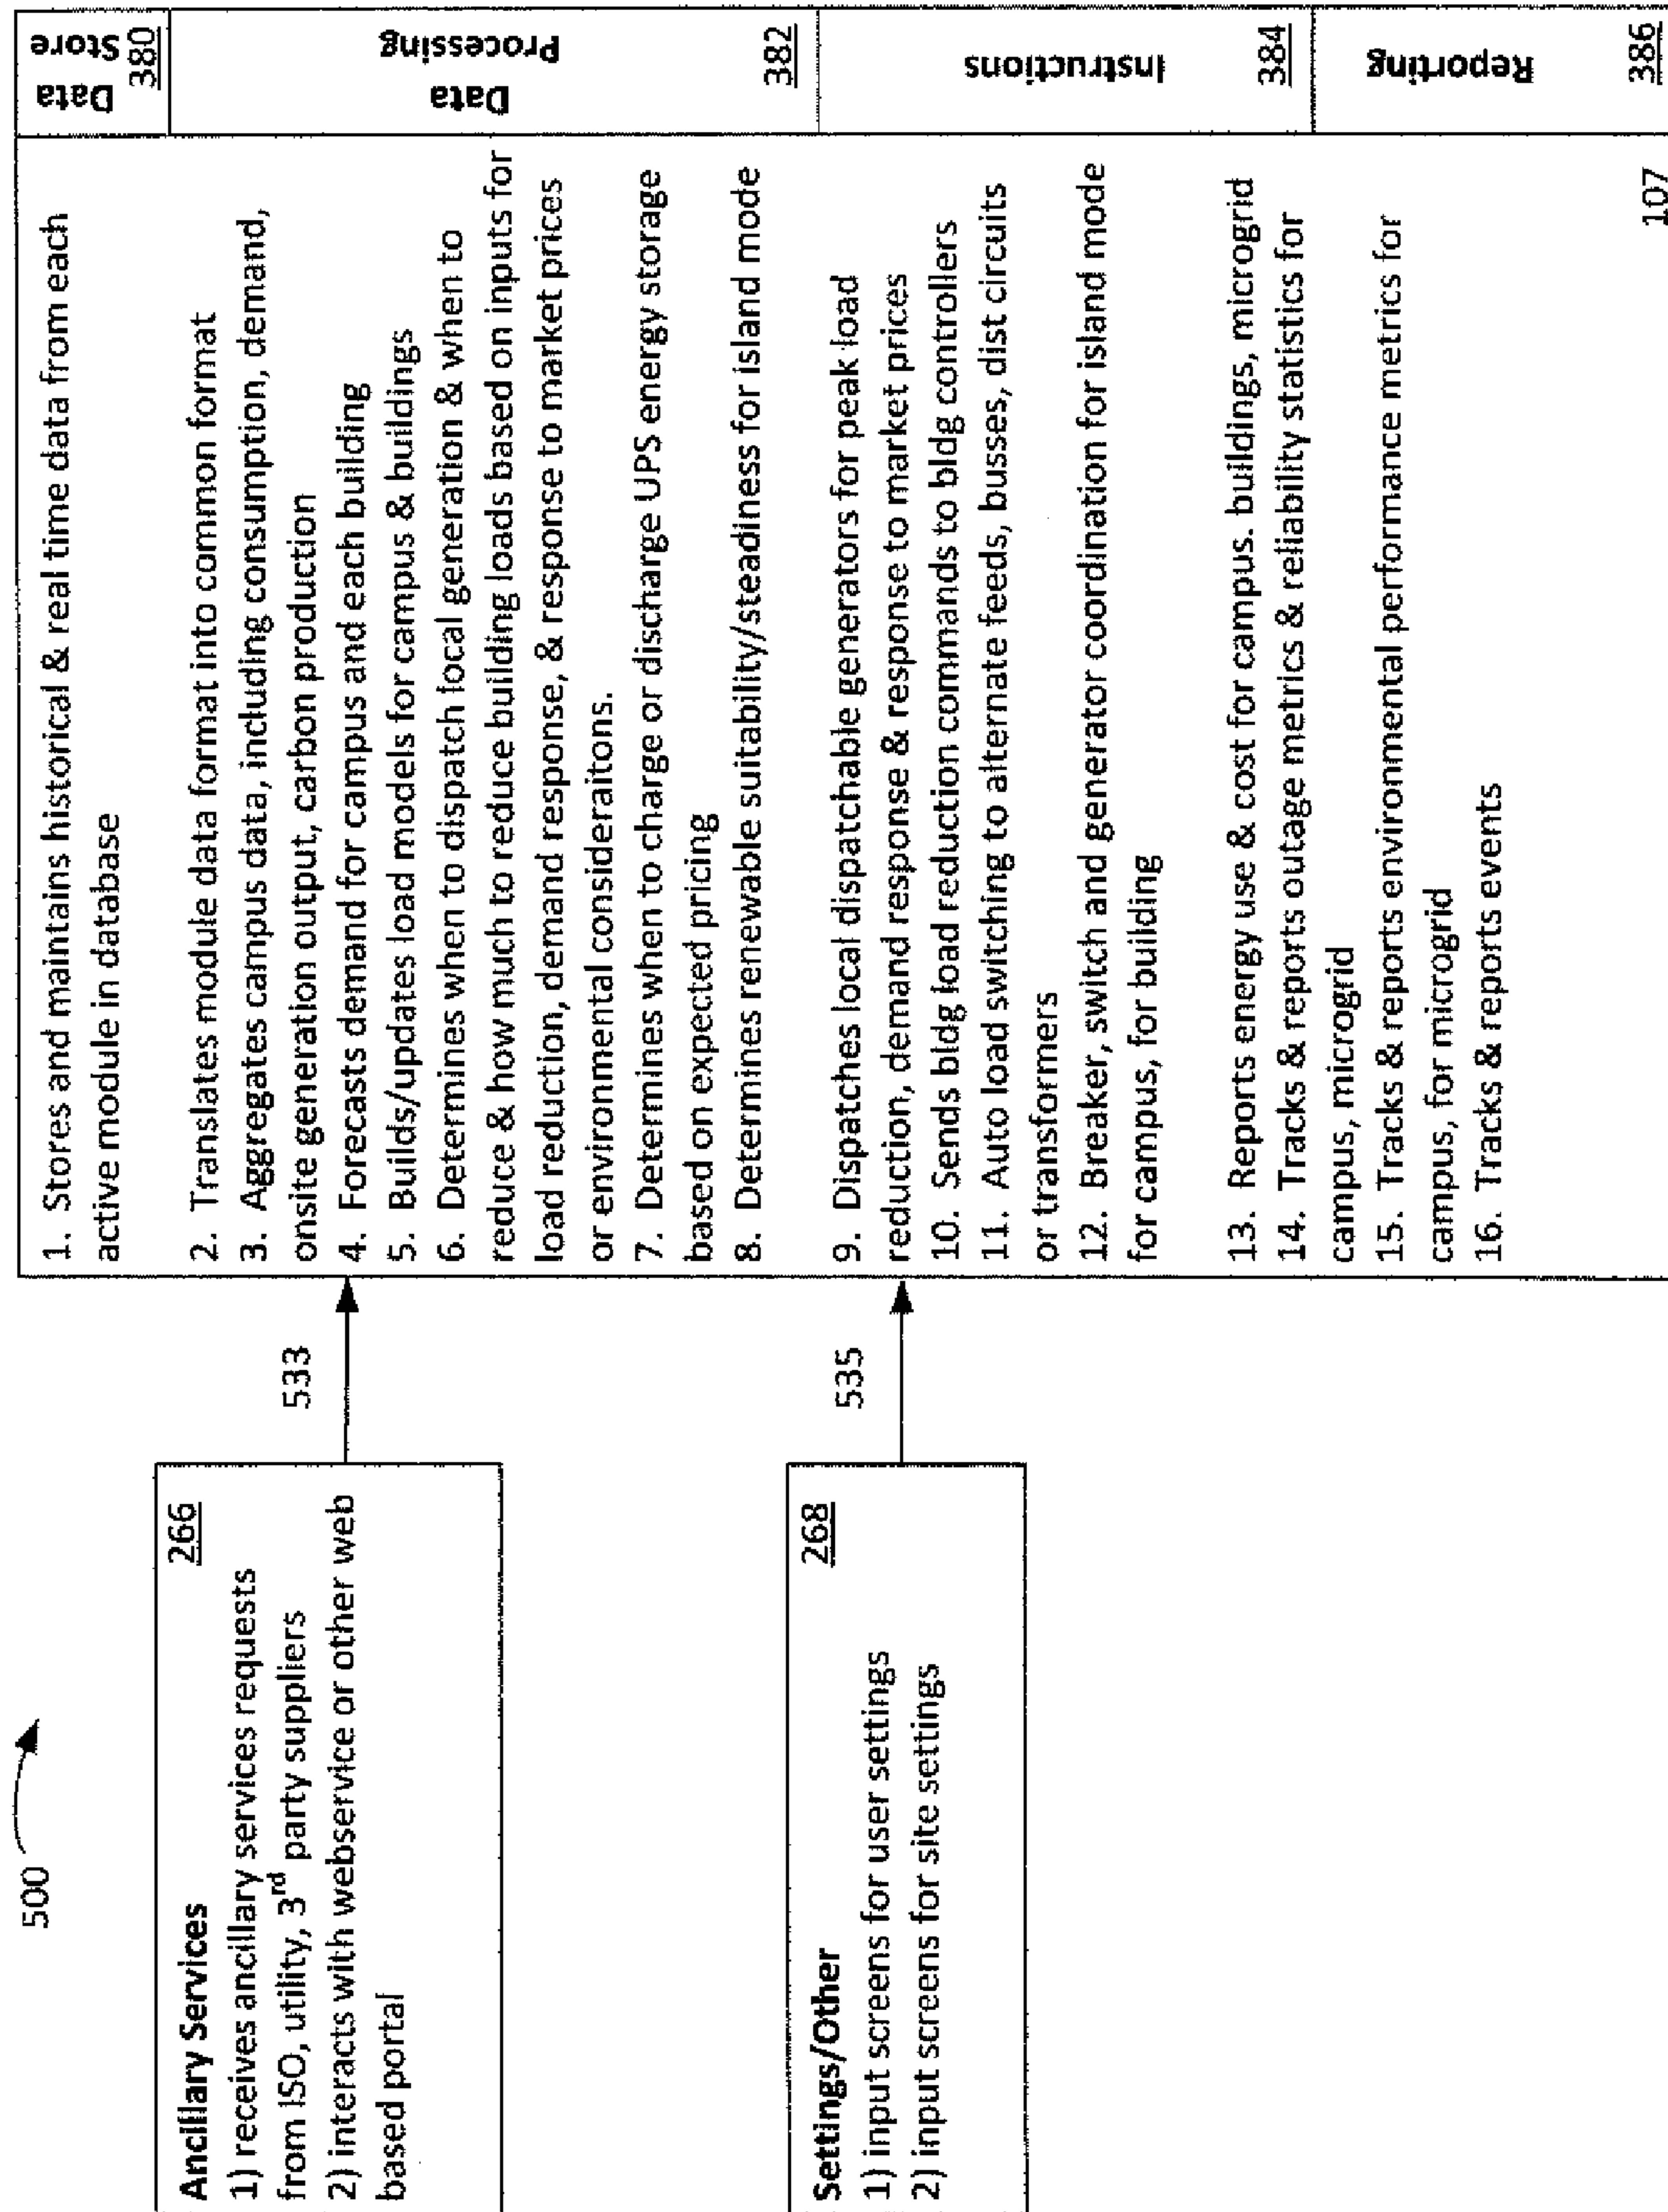 500
Ancillary Services
266
1) receives ancillary services requests
from ISO, utility, 3rd party suppliers
2) interacts with webservice or other web
based portal
533
Settings/Other
268
1) input screens for user settings
2) input screens for site settings
535
1. Stores and maintains historical & real time data from each
active module in database
2. Translates module data format into common format
3. Aggregates campus data, including consumption, demand,
onsite generation output, carbon production
4. Forecasts demand for campus and each building
5. Builds/updates load models for campus & buildings
6. Determines when to dispatch local generation & when to
reduce & how much to reduce building loads based on inputs for
load reduction, demand response, & response to market prices
or environmental consideraitons.
7. Determines when to charge or discharge UPS energy storage
based on expected pricing
8. Determines renewable suitability/steadiness for island mode
9. Dispatches local dispatchable generators for peak load
reduction, demand response & response to market prices
10. Sends bldg load reduction commands to bldg controllers
11. Auto load switching to alternate feeds, busses, dist circuits
or transformers
12. Breaker, switch and generator coordination for island mode
for campus, for building
13. Reports energy use & cost for campus. buildings, microgrid
14. Tracks & reports outage metrics & reliability statistics for
campus, microgrid
15. Tracks & reports environmental performance metrics for
campus, for microgrid
16. Tracks & reports events
107
Data Store
380
Data
Processing
382
Instructions
384
Reporting
386